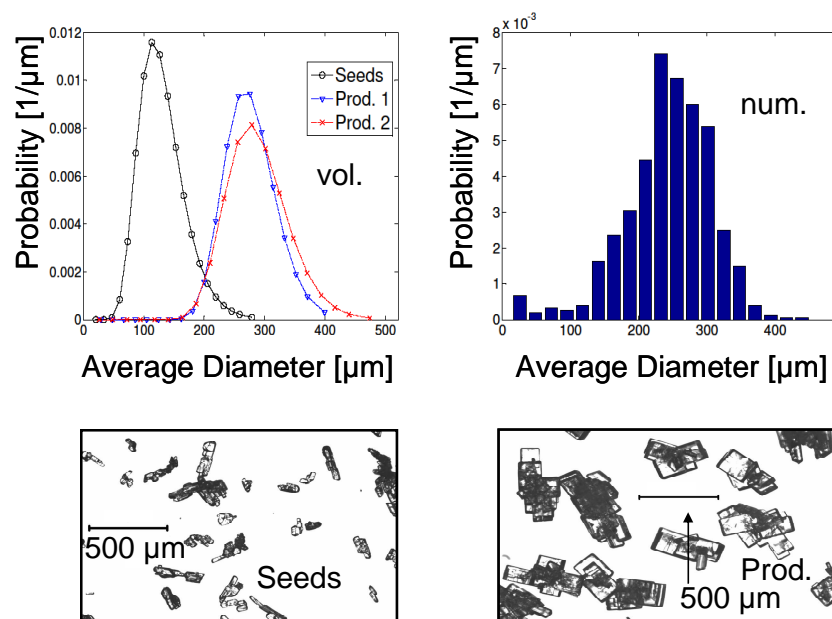 0.012
0.01
0.008
0.006
0.004
0.002
0
0 100 200 300 400 500
Probability [1/µm]
Average Diameter [µm]
Seeds
Prod. 1
Prod. 2
vol.
8 x 10⁻³
7
6
5
4
3
2
1
0
0 100 200 300 400
Probability [1/µm]
Average Diameter [µm]
num.
500 µm
Seeds
Prod.
500 µm